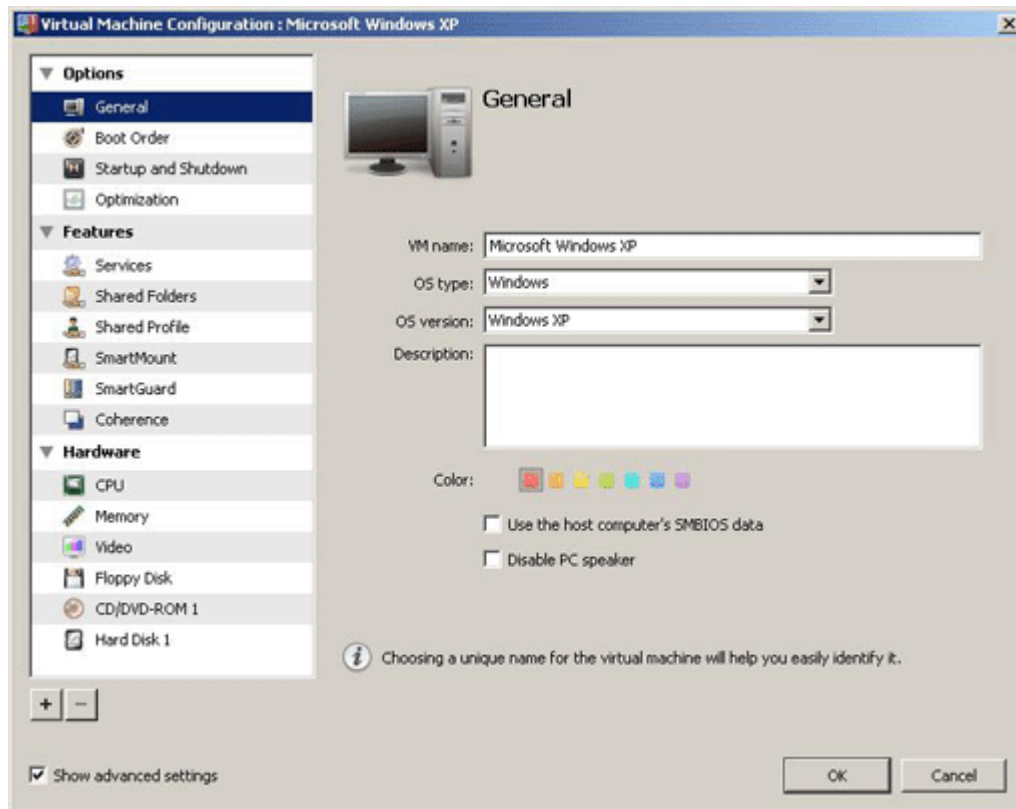 Virtual Machine Configuration : Microsoft Windows XP
Options
General
Boot Order
Startup and Shutdown
Optimization
Features
Services
Shared Folders
Shared Profile
SmartMount
SmartGuard
Coherence
Hardware
CPU
Memory
Video
Floppy Disk
CD/DVD-ROM 1
Hard Disk 1
General
VM name: Microsoft Windows XP
OS type: Windows
OS version: Windows XP
Description:
Color:
Use the host computer's SMBIOS data
Disable PC speaker
Choosing a unique name for the virtual machine will help you easily identify it.
Show advanced settings
OK
Cancel